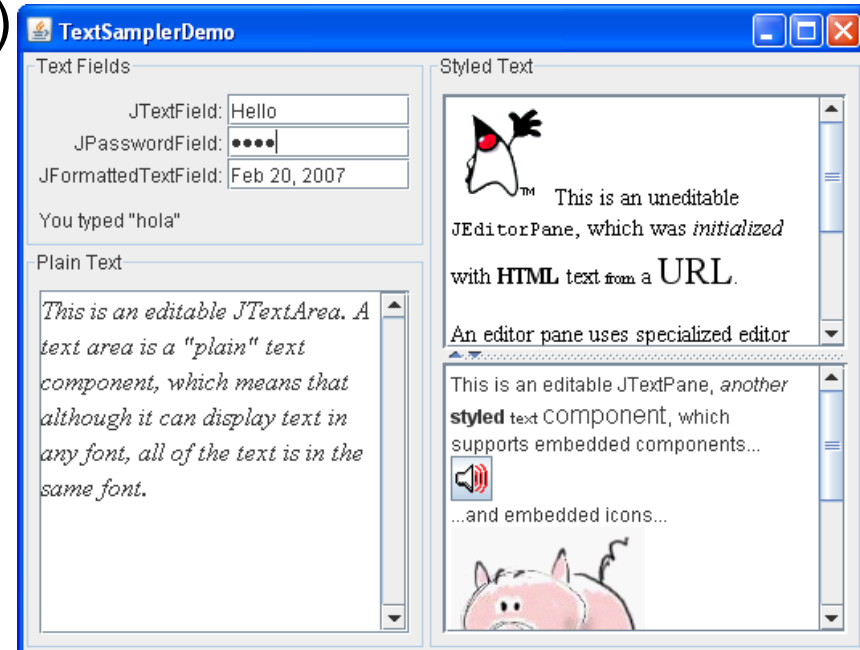 )
TextSamplerDemo
Text Fields
JTextField: Hello
JPasswordField: ••••
JFormattedTextField: Feb 20, 2007
You typed "hola"
Plain Text
This is an editable JTextArea. A
text area is a "plain" text
component, which means that
although it can display text in
any font, all of the text is in the
same font.
Styled Text
TM This is an uneditable
JEditorPane, which was initialized
with HTML text from a URL.
An editor pane uses specialized editor
This is an editable JTextPane, another
styled text component, which
supports embedded components...
...and embedded icons...